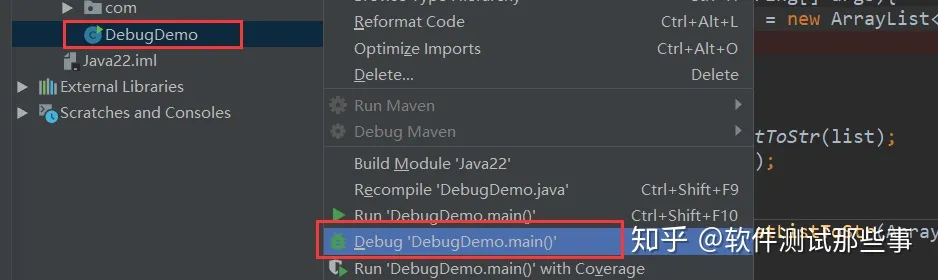 com
DebugDemo
Java22.iml
External Libraries
Scratches and Consoles
Reformat Code Ctrl+Alt+L
Optimize Imports Ctrl+Alt+O
Delete... Delete
Run Maven
Debug Maven
Build Module 'Java22'
Recompile 'DebugDemo.java' Ctrl+Shift+F9
Run 'DebugDemo.main()' Ctrl+Shift+F10
Debug 'DebugDemo.main()'
Run 'DebugDemo.main()' with Coverage
= new ArrayList<
tToStr(list);
);
知乎 @软件测试那些事